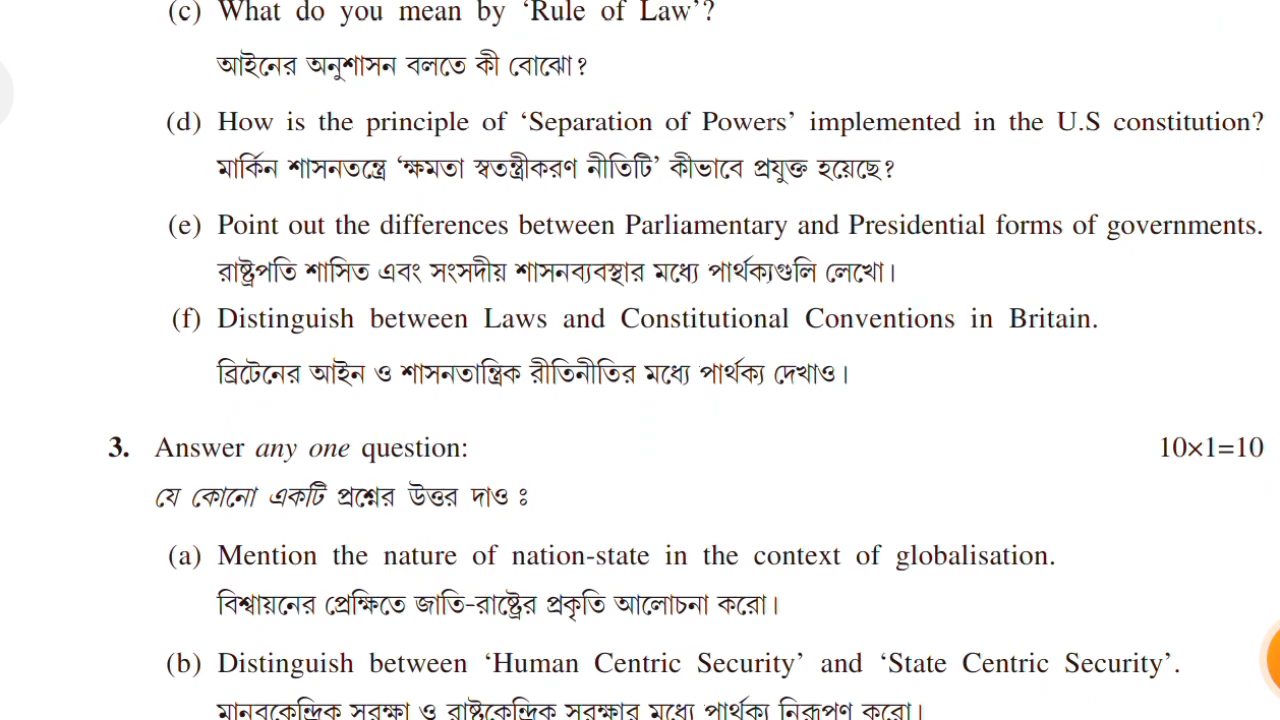 (c) What do you mean by ‘Rule of Law’?
আইনের অনুশাসন বলতে কী বোঝো?
(d) How is the principle of ‘Separation of Powers’ implemented in the U.S constitution?
মার্কিন শাসনতন্ত্রে ‘ক্ষমতা স্বতন্ত্রীকরণ নীতিটি’ কীভাবে প্রযুক্ত হয়েছে?
(e) Point out the differences between Parliamentary and Presidential forms of governments.
রাষ্ট্রপতি শাসিত এবং সংসদীয় শাসনব্যবস্থার মধ্যে পার্থক্যগুলি লেখো।
(f) Distinguish between Laws and Constitutional Conventions in Britain.
ব্রিটেনের আইন ও শাসনতান্ত্রিক রীতিনীতির মধ্যে পার্থক্য দেখাও।
3. Answer any one question: 10×1=10
যে কোনো একটি প্রশ্নের উত্তর দাও ঃ
(a) Mention the nature of nation-state in the context of globalisation.
বিশ্বায়নের প্রেক্ষিতে জাতি-রাষ্ট্রের প্রকৃতি আলোচনা করো।
(b) Distinguish between ‘Human Centric Security’ and ‘State Centric Security’.
মানবকেন্দ্রিক সুরক্ষা ও রাষ্ট্রকেন্দ্রিক সুরক্ষার মধ্যে পার্থক্য নিরূপণ করো।